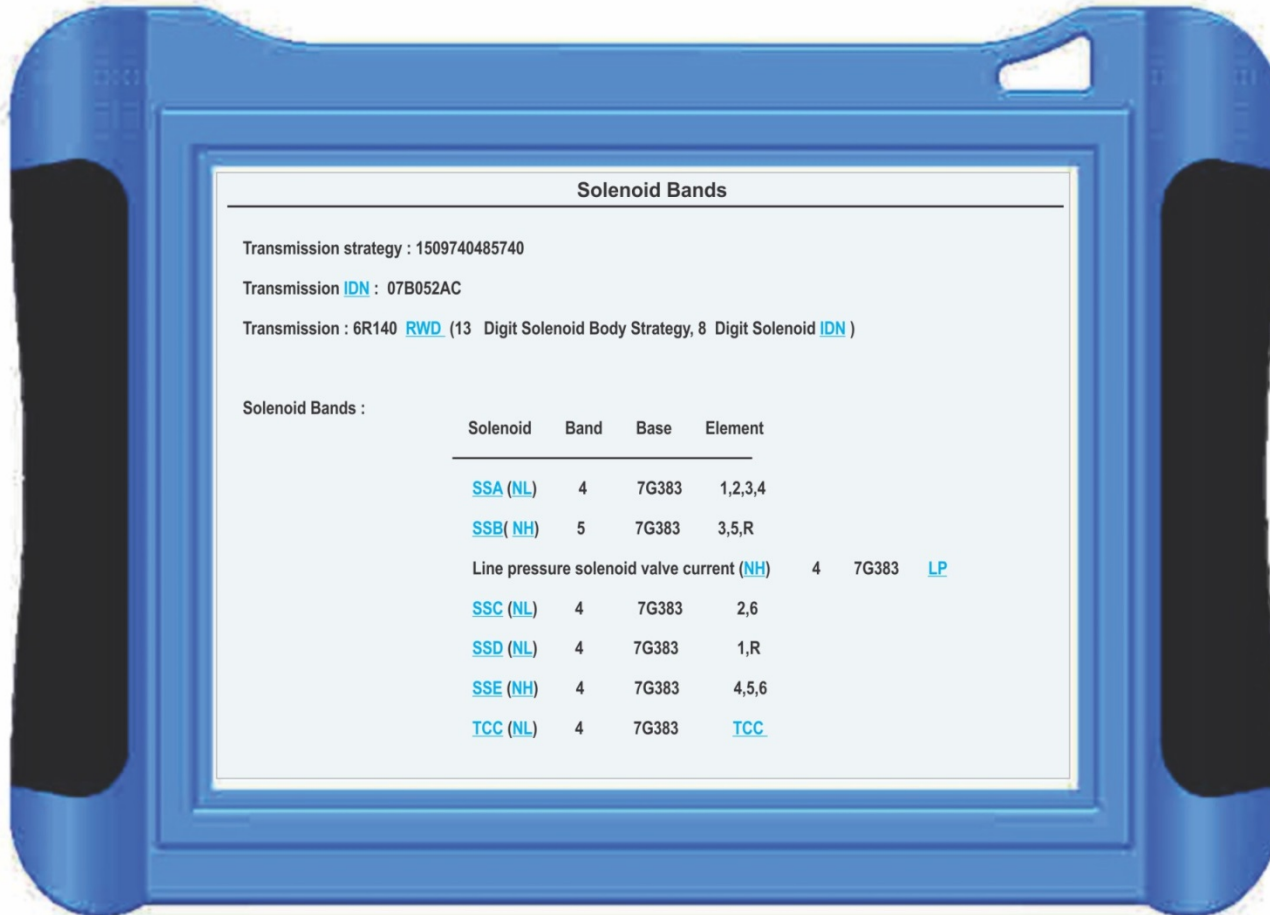 Solenoid Bands
Transmission strategy : 1509740485740
Transmission IDN : 07B052AC
Transmission : 6R140 RWD (13 Digit Solenoid Body Strategy, 8 Digit Solenoid IDN )
Solenoid Bands :
Solenoid Band Base Element
SSA (NL) 4 7G383 1,2,3,4
SSB( NH) 5 7G383 3,5,R
Line pressure solenoid valve current (NH) 4 7G383 LP
SSC (NL) 4 7G383 2,6
SSD (NL) 4 7G383 1,R
SSE (NH) 4 7G383 4,5,6
TCC (NL) 4 7G383 TCC